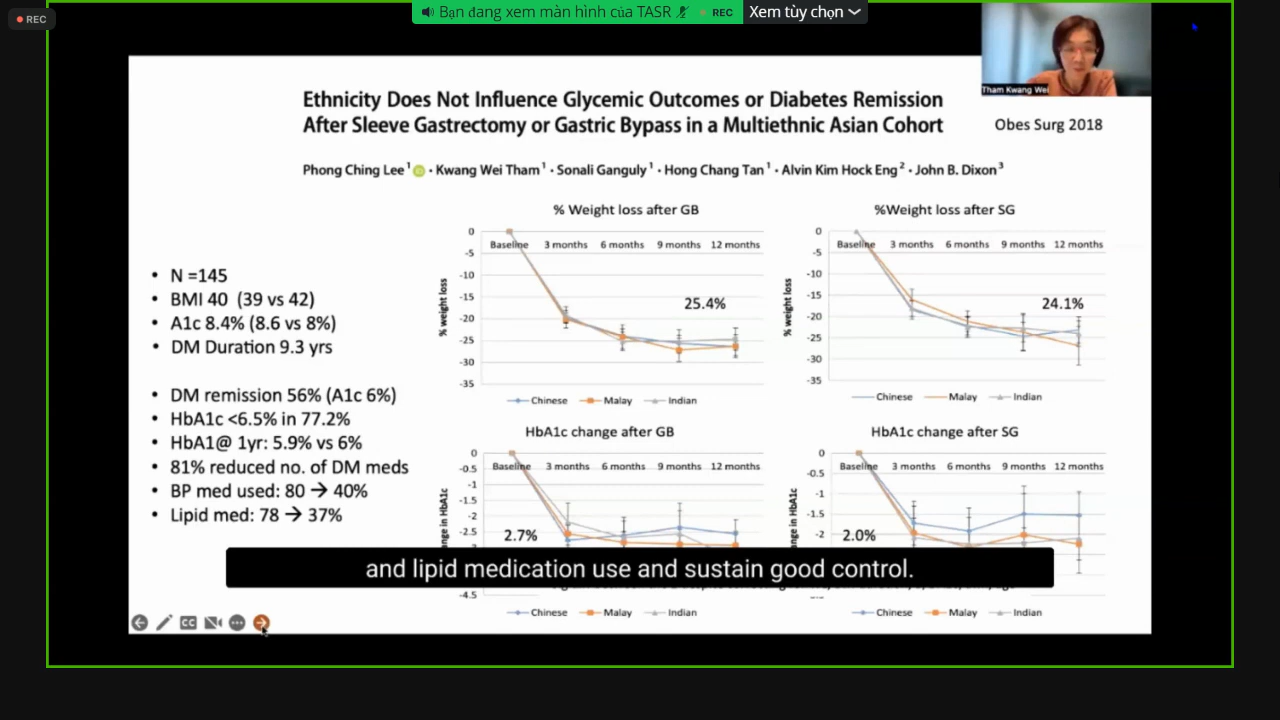 REC
Bạn đang xem màn hình của TASR
REC
Xem tùy chọn
Tham Kwang Wei
Ethnicity Does Not Influence Glycemic Outcomes or Diabetes Remission
After Sleeve Gastrectomy or Gastric Bypass in a Multiethnic Asian Cohort
Obes Surg 2018
Phong Ching Lee 1 · Kwang Wei Tham 1 · Sonali Ganguly 1 · Hong Chang Tan 1 · Alvin Kim Hock Eng 2 · John B. Dixon 3
• N =145
• BMI 40 (39 vs 42)
• A1c 8.4% (8.6 vs 8%)
• DM Duration 9.3 yrs
• DM remission 56% (A1c 6%)
• HbA1c <6.5% in 77.2%
• HbA1@ 1yr: 5.9% vs 6%
• 81% reduced no. of DM meds
• BP med used: 80 → 40%
• Lipid med: 78 → 37%
% Weight loss after GB
0
Baseline 3 months 6 months 9 months 12 months
-5
-10
-15
25.4%
-20
-25
-30
-35
% weight loss
Chinese Malay Indian
%Weight loss after SG
0
Baseline 3 months 6 months 9 months 12 months
-5
-10
-15
24.1%
-20
-25
-30
-35
% weight loss
Chinese Malay Indian
HbA1c change after GB
0
Baseline 3 months 6 months 9 months 12 months
-0.5
-1
-1.5
-2
-2.5
2.7%
-4.5
in HbA1c
Chinese Malay Indian
HbA1c change after SG
0
Baseline 3 months 6 months 9 months 12 months
-0.5
-1
-1.5
-2
2.0%
in HbA1c
Chinese Malay Indian
and lipid medication use and sustain good control.
CC